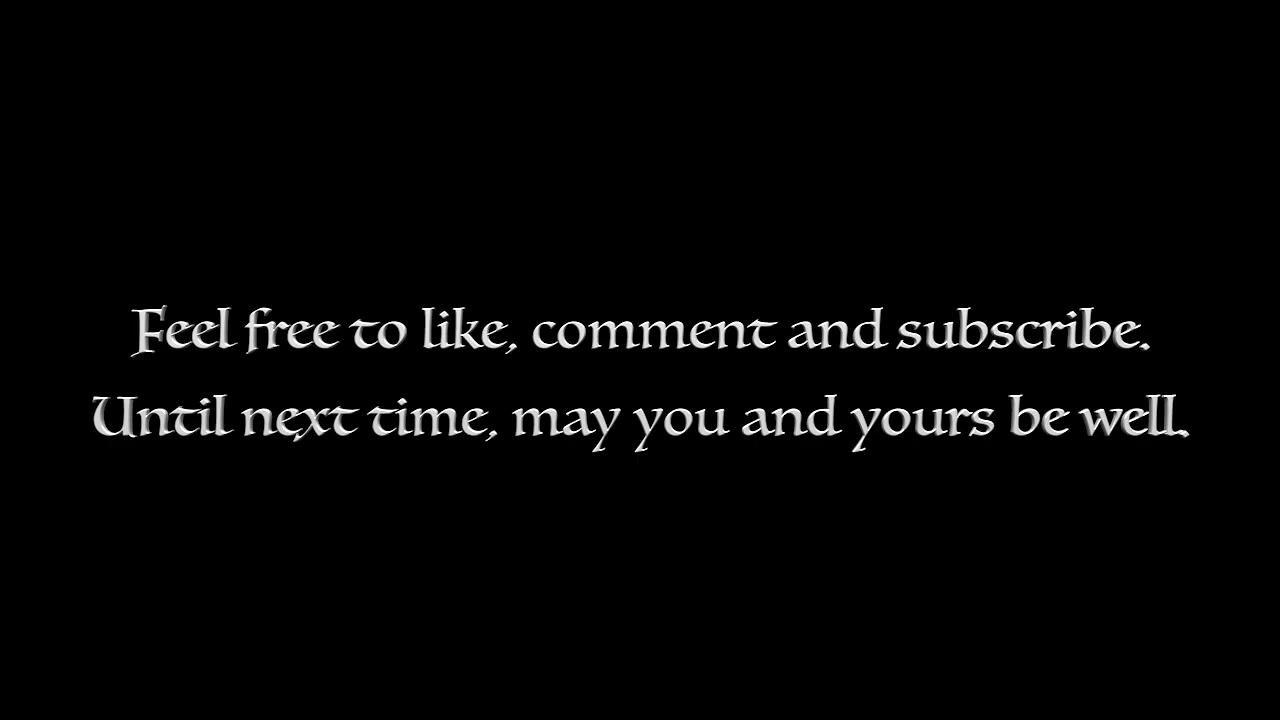 Feel free to like, comment and subscribe.
Until next time, may you and yours be well.